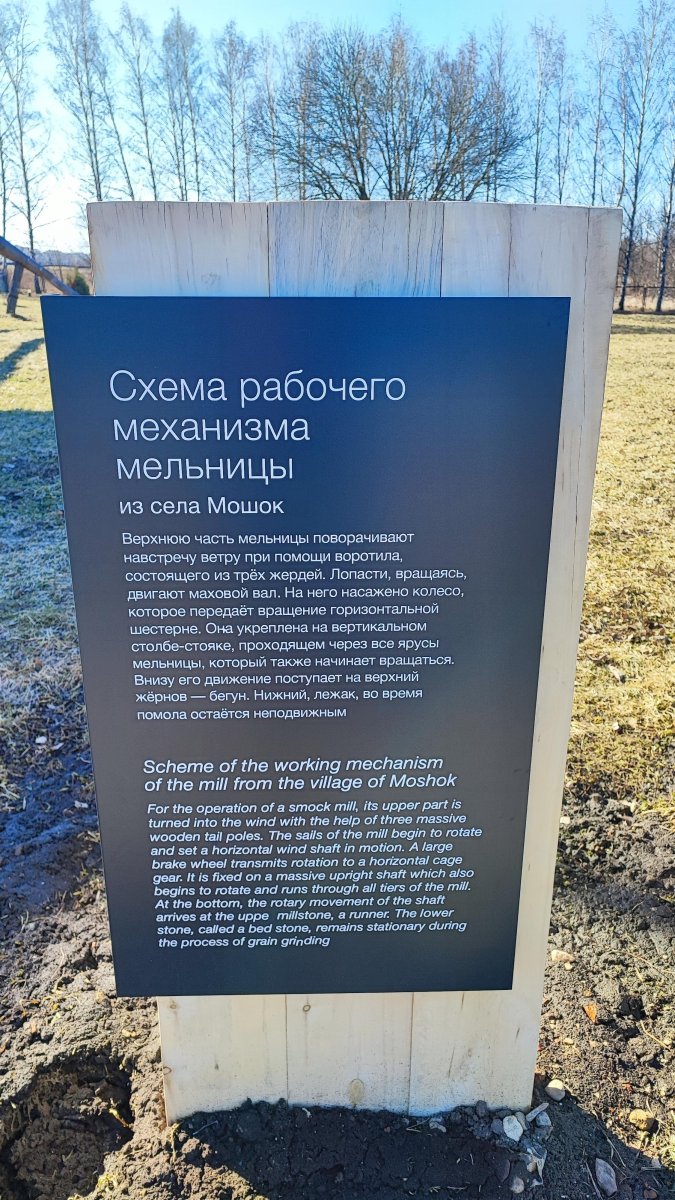 Схема рабочего
механизма
мельницы
из села Мошок
Верхнюю часть мельницы поворачивают
навстречу ветру при помощи воротила,
состоящего из трёх жердей. Лопасти, вращаясь,
двигают маховой вал. На него насажено колесо,
которое передаёт вращение горизонтальной
шестерне. Она укреплена на вертикальном
столбе-стояке, проходящем через все ярусы
мельницы, который также начинает вращаться.
Внизу его движение поступает на верхний
жёрнов — бегун. Нижний, лежак, во время
помола остаётся неподвижным
Scheme of the working mechanism
of the mill from the village of Moshok
For the operation of a smock mill, its upper part is
turned into the wind with the help of three massive
wooden tail poles. The sails of the mill begin to rotate
and set a horizontal wind shaft in motion. A large
brake wheel transmits rotation to a horizontal cage
gear. It is fixed on a massive upright shaft which also
begins to rotate and runs through all tiers of the mill.
At the bottom, the rotary movement of the shaft
arrives at the uppe millstone, a runner. The lower
stone, called a bed stone, remains stationary during
the process of grain grinding